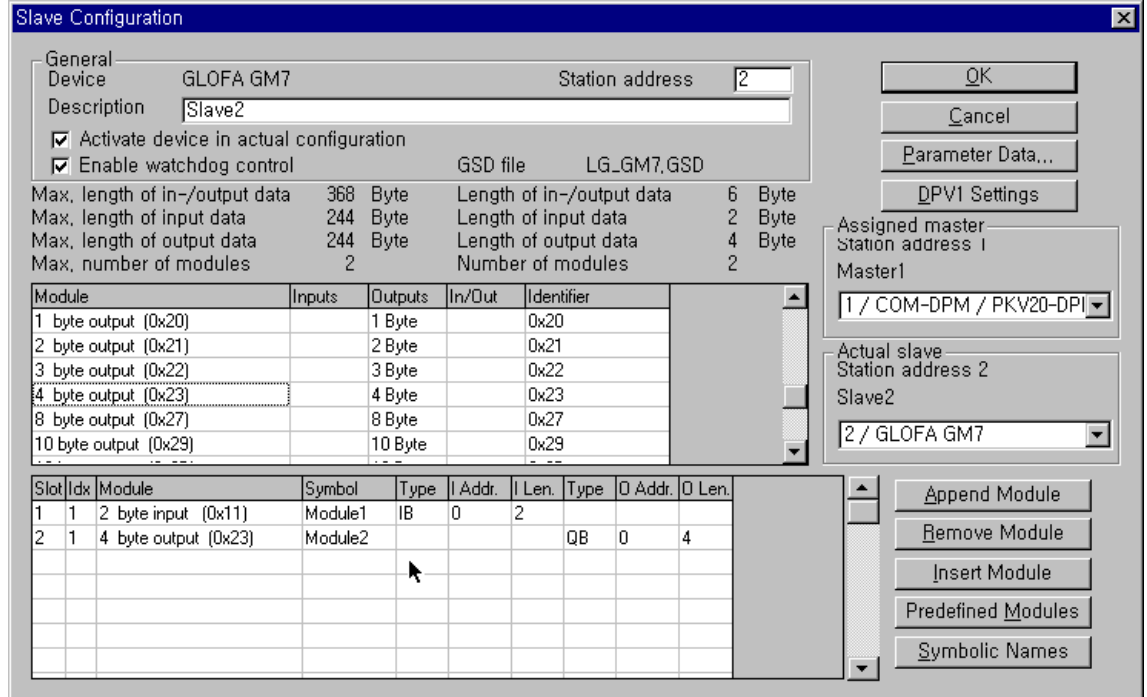 Slave Configuration
General
Device GLOFA GM7 Station address 2
Description Slave2
Activate device in actual configuration
Enable watchdog control GSD file LG_GM7,GSD
Max, length of in-/output data 368 Byte Length of in-/output data 6 Byte
Max, length of input data 244 Byte Length of input data 2 Byte
Max, length of output data 244 Byte Length of output data 4 Byte
Max, number of modules 2 Number of modules 2
OK
Cancel
Parameter Data,,,
DPV1 Settings
Assigned master
Station address 1
Master1
1 / COM-DPM / PKV20-DPI
Actual slave
Station address 2
Slave2
2 / GLOFA GM7
Module Inputs Outputs In/Out Identifier
1 byte output (0x20) 1 Byte 0x20
2 byte output (0x21) 2 Byte 0x21
3 byte output (0x22) 3 Byte 0x22
4 byte output (0x23) 4 Byte 0x23
8 byte output (0x27) 8 Byte 0x27
10 byte output (0x29) 10 Byte 0x29
Slot Idx Module Symbol Type I Addr. I Len. Type O Addr. O Len.
1 1 2 byte input (0x11) Module1 IB 0 2
2 1 4 byte output (0x23) Module2 QB 0 4
Append Module
Remove Module
Insert Module
Predefined Modules
Symbolic Names